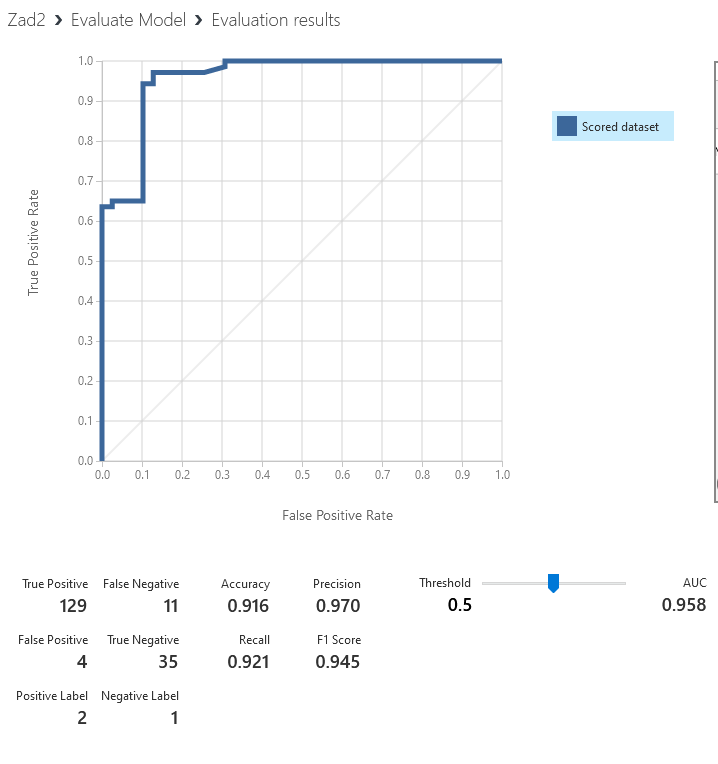 Zad2 › Evaluate Model › Evaluation results
1.0
0.9
0.8
0.7
0.6
0.5
0.4
0.3
0.2
0.1
0.0
True Positive Rate
0.0 0.1 0.2 0.3 0.4 0.5 0.6 0.7 0.8 0.9 1.0
False Positive Rate
Scored dataset
True Positive False Negative Accuracy Precision Threshold AUC
129 11 0.916 0.970 0.5 0.958
False Positive True Negative Recall F1 Score
4 35 0.921 0.945
Positive Label Negative Label
2 1